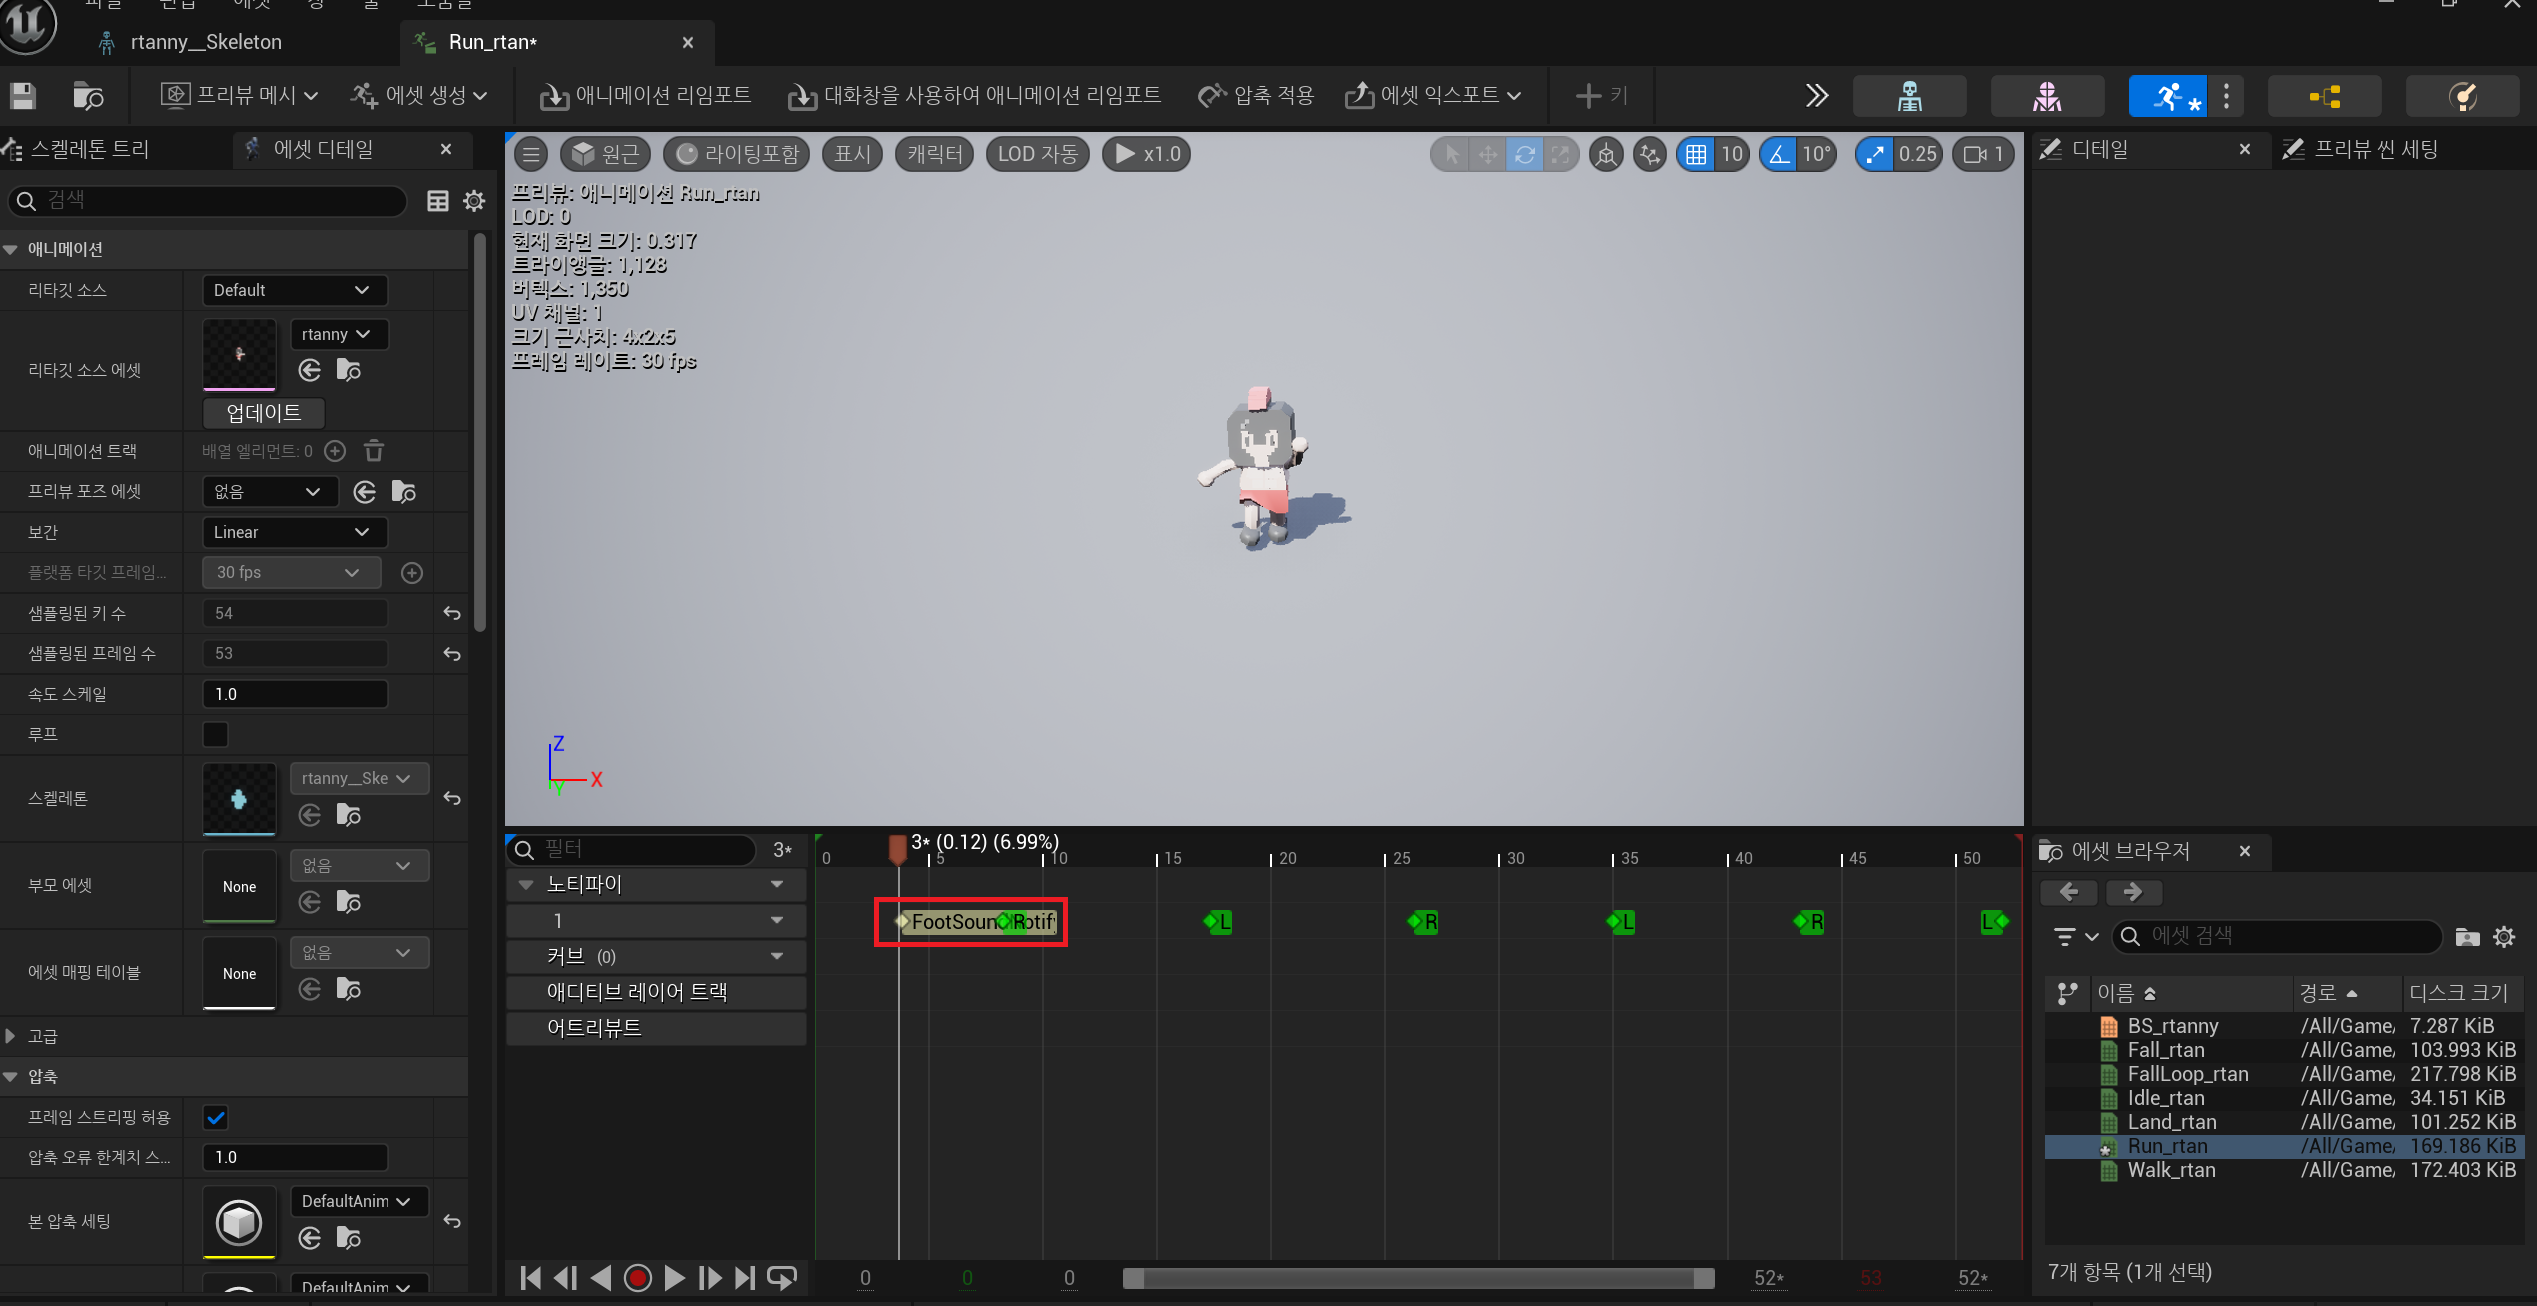 rtanny__Skeleton
Run_rtan*
프리뷰 메시
에셋 생성
애니메이션 리임포트
대화창을 사용하여 애니메이션 리임포트
압축 적용
에셋 익스포트
키
스켈레톤 트리
에셋 디테일
검색
애니메이션
리타깃 소스
Default
리타깃 소스 에셋
rtanny
업데이트
애니메이션 트랙
배열 엘리먼트: 0
프리뷰 포즈 에셋
없음
보간
Linear
플랫폼 타깃 프레임...
30 fps
샘플링된 키 수
54
샘플링된 프레임 수
53
속도 스케일
1.0
루프
스켈레톤
rtanny__Ske
부모 에셋
None
없음
에셋 매핑 테이블
None
없음
고급
압축
프레임 스트리핑 허용
압축 오류 한계치 스...
1.0
본 압축 세팅
DefaultAnim
DefaultAnim
원근
라이팅포함
표시
캐릭터
LOD 자동
x1.0
10
10°
0.25
1
프리뷰: 애니메이션 Run_rtan
LOD: 0
현재 화면 크기: 0.317
트라이앵글: 1,128
버텍스: 1,350
UV 채널: 1
크기 근사치: 4x2x5
프레임 레이트: 30 fps
Z
X
Y
필터
3*
3* (0.12) (6.99%)
0 5 10 15 20 25 30 35 40 45 50
노티파이
1
FootSoun
R
otify
L
R
L
R
L
커브 (0)
애디티브 레이어 트랙
어트리뷰트
0 0 0 52* 53 52*
디테일
프리뷰 씬 세팅
에셋 브라우저
에셋 검색
이름 경로 디스크 크기
BS_rtanny /All/Game/ 7.287 KiB
Fall_rtan /All/Game/ 103.993 KiB
FallLoop_rtan /All/Game/ 217.798 KiB
Idle_rtan /All/Game/ 34.151 KiB
Land_rtan /All/Game/ 101.252 KiB
Run_rtan /All/Game/ 169.186 KiB
Walk_rtan /All/Game/ 172.403 KiB
7개 항목 (1개 선택)